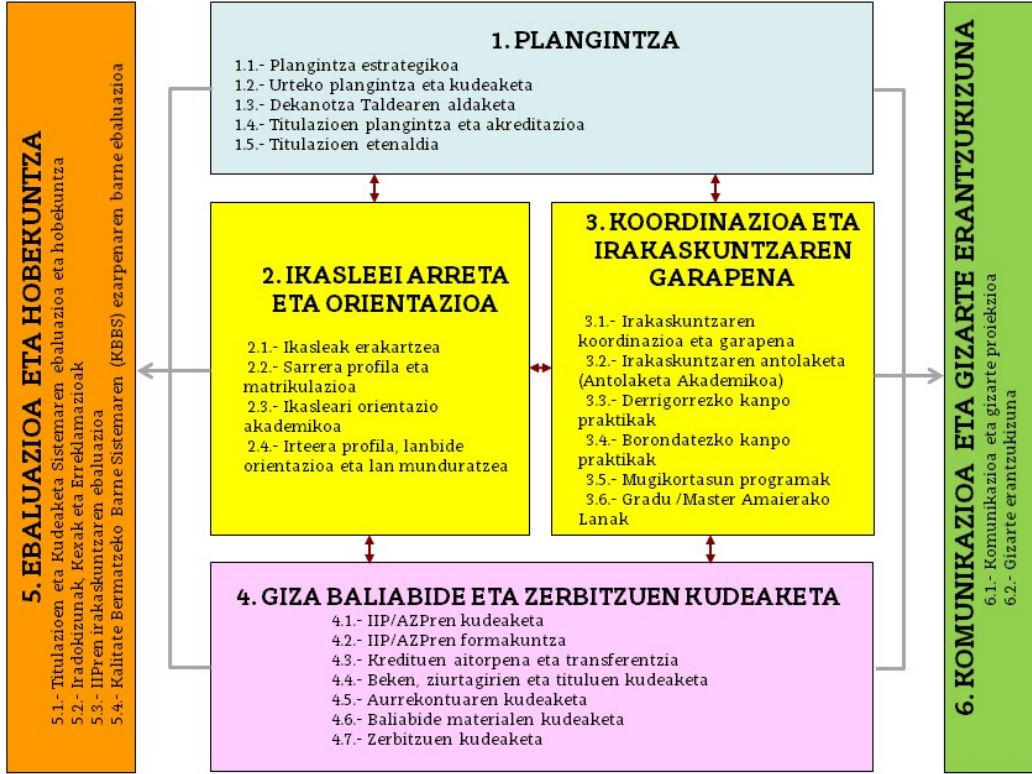 5. EBALUAZIOA ETA HOBEKUNTZA
5.1.- Titulazioen eta Kudeaketa Sistemaren ebaluazioa eta hobekuntza
5.2.- Iradokizunak, Kexak eta Erreklamazioak
5.3.- IIPren irakaskuntzaren ebaluazioa
5.4.- Kalitate Bermatzeko Barne Sistemaren (KBBS) ezarpenaren barne ebaluazioa
1. PLANGINTZA
1.1.- Plangintza estrategikoa
1.2.- Urteko plangintza eta kudeaketa
1.3.- Dekanotza Taldearen aldaketa
1.4.- Titulazioen plangintza eta akreditazioa
1.5.- Titulazioen etenaldia
2. IKASLEEI ARRETA
ETA ORIENTAZIOA
2.1.- Ikasleak erakartzea
2.2.- Sarrera profila eta
matrikulazioa
2.3.- Ikasleari orientazio
akademikoa
2.4.- Irteera profila, lanbide
orientazioa eta lan munduratzea
3. KOORDINAZIOA ETA
IRAKASKUNTZAREN
GARAPENA
3.1.- Irakaskuntzaren
koordinazioa eta garapena
3.2.- Irakaskuntzaren antolaketa
(Antolaketa Akademikoa)
3.3.- Derrigorrezko kanpo
praktikak
3.4.- Borondatezko kanpo
praktikak
3.5.- Mugikortasun programak
3.6.- Gradu /Master Amaierako
Lanak
4. GIZA BALIABIDE ETA ZERBITZUEN KUDEAKETA
4.1.- IIP/AZPren kudeaketa
4.2.- IIP/AZPren formakuntza
4.3.- Kredituen aitorpena eta transferentzia
4.4.- Beken, ziurtagirien eta tituluen kudeaketa
4.5.- Aurrekontuaren kudeaketa
4.6.- Baliabide materialen kudeaketa
4.7.- Zerbitzuen kudeaketa
6. KOMUNIKAZIOA ETA GIZARTE ERANTZUKIZUNA
6.1.- Komunikazioa eta gizarte proiekzioa
6.2.- Gizarte erantzukizuna